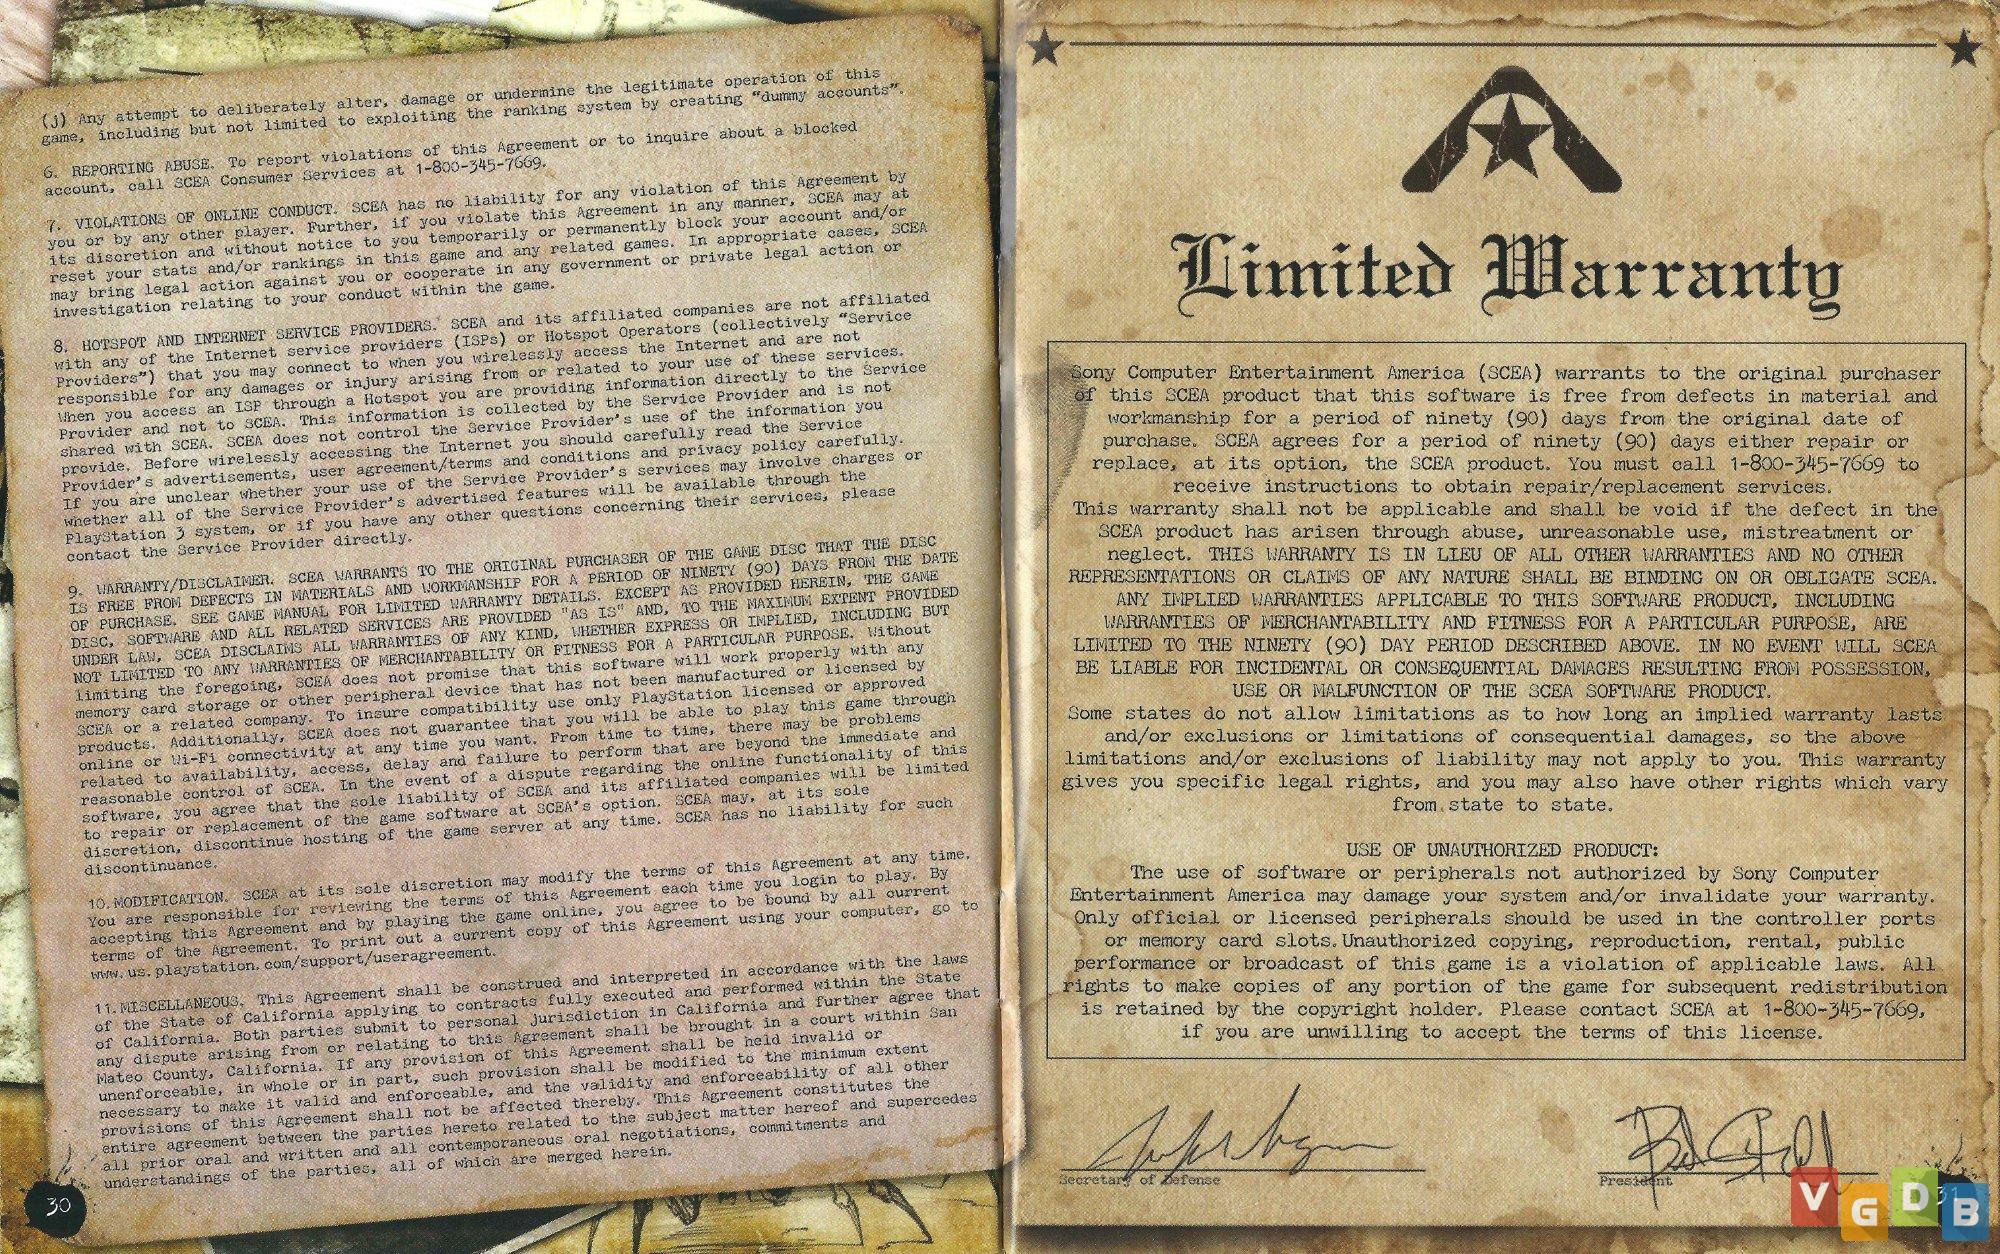 (j) Any attempt to deliberately alter, damage or undermine the legitimate operation of this
game, including but not limited to exploiting the ranking system by creating “dummy accounts”.
6. REPORTING ABUSE. To report violations of this Agreement or to inquire about a blocked
account, call SCEA Consumer Services at 1-800-345-7669.
7. VIOLATIONS OF ONLINE CONDUCT. SCEA has no liability for any violation of this Agreement by
you or by any other player. Further, if you violate this Agreement in any manner, SCEA may at
its discretion and without notice to you temporarily or permanently block your account and/or
reset your stats and/or rankings in this game and any related games. In appropriate cases, SCEA
may bring legal action against you or cooperate in any government or private legal action or
investigation relating to your conduct within the game.
8. HOTSPOT AND INTERNET SERVICE PROVIDERS. SCEA and its affiliated companies are not affiliated
with any of the Internet service providers (ISPs) or Hotspot Operators (collectively “Service
Providers”) that you may connect to when you wirelessly access the Internet and are not
responsible for any damages or injury arising from or related to your use of these services.
When you access an ISP through a Hotspot you are providing information directly to the Service
Provider and not to SCEA. This information is collected by the Service Provider and is not
shared with SCEA. SCEA does not control the Service Provider's use of the information you
provide. Before wirelessly accessing the Internet you should carefully read the Service
Provider's advertisements, user agreement/terms and conditions and privacy policy carefully.
If you are unclear whether your use of the Service Provider's services may involve charges or
whether all of the Service Provider's advertised features will be available through the
PlayStation 3 system, or if you have any other questions concerning their services, please
contact the Service Provider directly.
9. WARRANTY/DISCLAIMER. SCEA WARRANTS TO THE ORIGINAL PURCHASER OF THE GAME DISC THAT THE DISC
IS FREE FROM DEFECTS IN MATERIALS AND WORKMANSHIP FOR A PERIOD OF NINETY (90) DAYS FROM THE DATE
OF PURCHASE. SEE GAME MANUAL FOR LIMITED WARRANTY DETAILS. EXCEPT AS PROVIDED HEREIN, THE GAME
DISC, SOFTWARE AND ALL RELATED SERVICES ARE PROVIDED "AS IS" AND, TO THE MAXIMUM EXTENT PROVIDED
UNDER LAW, SCEA DISCLAIMS ALL WARRANTIES OF ANY KIND, WHETHER EXPRESS OR IMPLIED, INCLUDING BUT
NOT LIMITED TO ANY WARRANTIES OF MERCHANTABILITY OR FITNESS FOR A PARTICULAR PURPOSE. Without
limiting the foregoing, SCEA does not promise that this software will work properly with any
memory card storage or other peripheral device that has not been manufactured or licensed by
SCEA or a related company. To insure compatibility use only PlayStation licensed or approved
products. Additionally, SCEA does not guarantee that you will be able to play this game through
online or Wi-Fi connectivity at any time you want. From time to time, there may be problems
related to availability, access, delay and failure to perform that are beyond the immediate and
reasonable control of SCEA. In the event of a dispute regarding the online functionality of this
software, you agree that the sole liability of SCEA and its affiliated companies will be limited
to repair or replacement of the game software at SCEA's option. SCEA may, at its sole
discretion, discontinue hosting of the game server at any time. SCEA has no liability for such
discontinuance.
10. MODIFICATION. SCEA at its sole discretion may modify the terms of this Agreement at any time.
You are responsible for reviewing the terms of this Agreement each time you login to play. By
accepting this Agreement and by playing the game online, you agree to be bound by all current
terms of the Agreement. To print out a current copy of this Agreement using your computer, go to
www.us.playstation.com/support/useragreement.
11. MISCELLANEOUS. This Agreement shall be construed and interpreted in accordance with the laws
of the State of California applying to contracts fully executed and performed within the State
of California. Both parties submit to personal jurisdiction in California and further agree that
any dispute arising from or relating to this Agreement shall be brought in a court within San
Mateo County, California. If any provision of this Agreement shall be held invalid or
unenforceable, in whole or in part, such provision shall be modified to the minimum extent
necessary to make it valid and enforceable, and the validity and enforceability of all other
provisions of this Agreement shall not be affected thereby. This Agreement constitutes the
entire agreement between the parties hereto related to the subject matter hereof and supercedes
all prior oral and written and all contemporaneous oral negotiations, commitments and
understandings of the parties, all of which are merged herein.
30
Limited Warranty
Sony Computer Entertainment America (SCEA) warrants to the original purchaser
of this SCEA product that this software is free from defects in material and
workmanship for a period of ninety (90) days from the original date of
purchase. SCEA agrees for a period of ninety (90) days either repair or
replace, at its option, the SCEA product. You must call 1-800-345-7669 to
receive instructions to obtain repair/replacement services.
This warranty shall not be applicable and shall be void if the defect in the
SCEA product has arisen through abuse, unreasonable use, mistreatment or
neglect. THIS WARRANTY IS IN LIEU OF ALL OTHER WARRANTIES AND NO OTHER
REPRESENTATIONS OR CLAIMS OF ANY NATURE SHALL BE BINDING ON OR OBLIGATE SCEA.
ANY IMPLIED WARRANTIES APPLICABLE TO THIS SOFTWARE PRODUCT, INCLUDING
WARRANTIES OF MERCHANTABILITY AND FITNESS FOR A PARTICULAR PURPOSE, ARE
LIMITED TO THE NINETY (90) DAY PERIOD DESCRIBED ABOVE. IN NO EVENT WILL SCEA
BE LIABLE FOR INCIDENTAL OR CONSEQUENTIAL DAMAGES RESULTING FROM POSSESSION,
USE OR MALFUNCTION OF THE SCEA SOFTWARE PRODUCT.
Some states do not allow limitations as to how long an implied warranty lasts
and/or exclusions or limitations of consequential damages, so the above
limitations and/or exclusions of liability may not apply to you. This warranty
gives you specific legal rights, and you may also have other rights which vary
from state to state.
USE OF UNAUTHORIZED PRODUCT:
The use of software or peripherals not authorized by Sony Computer
Entertainment America may damage your system and/or invalidate your warranty.
Only official or licensed peripherals should be used in the controller ports
or memory card slots. Unauthorized copying, reproduction, rental, public
performance or broadcast of this game is a violation of applicable laws. All
rights to make copies of any portion of the game for subsequent redistribution
is retained by the copyright holder. Please contact SCEA at 1-800-345-7669,
if you are unwilling to accept the terms of this license.
Secretary of Defense
President
31
VGDB